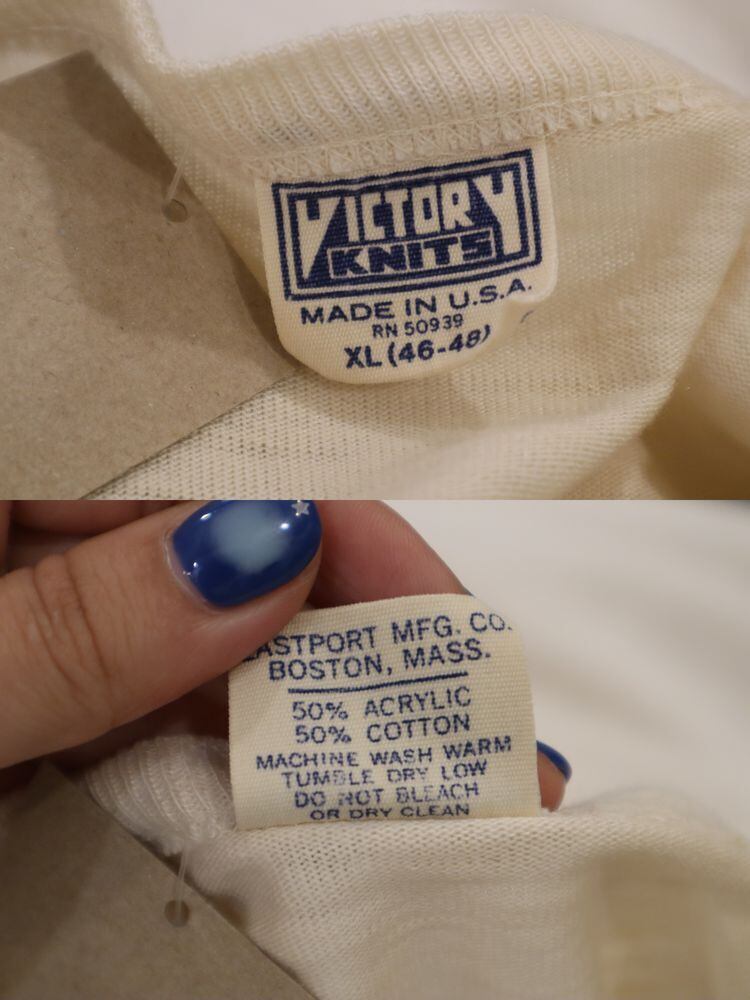 VICTORY
KNITS
MADE IN U.S.A.
RN 50939
XL (46-48)
EASTPORT MFG. CO.
BOSTON, MASS.
50% ACRYLIC
50% COTTON
MACHINE WASH WARM
TUMBLE DRY LOW
DO NOT BLEACH
OR DRY CLEAN